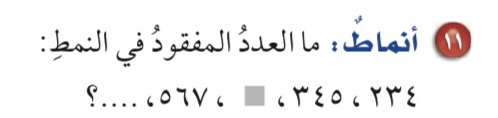 ١١ أنماطٌ: ما العددُ المفقودُ في النمطِ:
٢٣٤ ، ٣٤٥ ، ■ ، ٥٦٧ ، ....؟